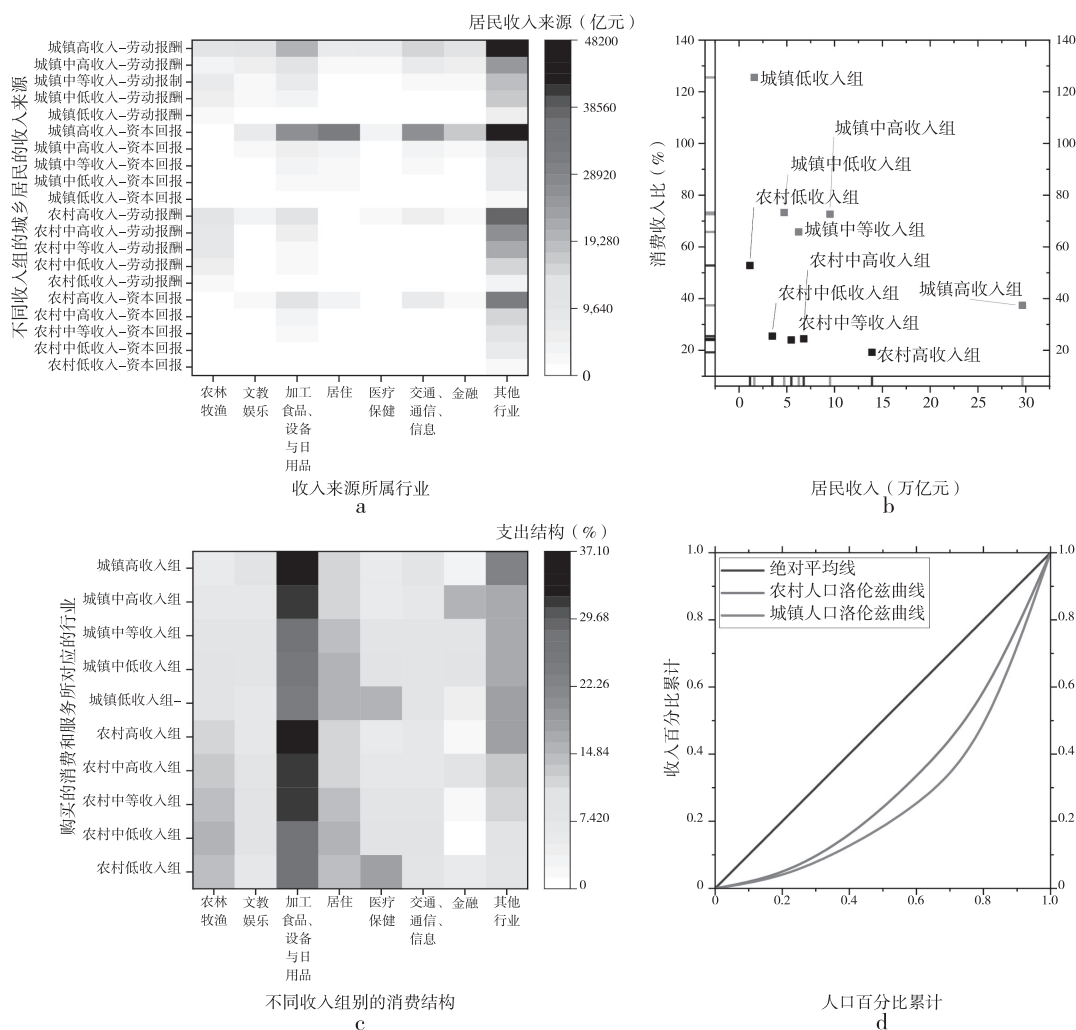 居民收入来源（亿元）
不同收入组的城乡居民的收入来源
城镇高收入–劳动报酬
城镇中高收入–劳动报酬
城镇中等收入–劳动报制
城镇中低收入–劳动报酬
城镇低收入–劳动报酬
城镇高收入–资本回报
城镇中高收入–资本回报
城镇中等收入–资本回报
城镇中低收入–资本回报
城镇低收入–资本回报
农村高收入–劳动报酬
农村中高收入–劳动报酬
农村中等收入–劳动报酬
农村中低收入–劳动报酬
农村低收入–劳动报酬
农村高收入–资本回报
农村中高收入–资本回报
农村中等收入–资本回报
农村中低收入–资本回报
农村低收入–资本回报
48200
38560
28920
19,280
9,640
0
农林牧渔
文教娱乐
加工食品、设备与日用品
居住
医疗保健
交通、通信、信息
金融
其他行业
收入来源所属行业
a
消费收入比（%）
140
120
100
80
60
40
20
140
120
100
80
60
40
20
城镇低收入组
城镇中高收入组
城镇中低收入组
农村低收入组
城镇中等收入组
农村中高收入组
农村中低收入组
城镇高收入组
农村中等收入组
农村高收入组
0 5 10 15 20 25 30
居民收入（万亿元）
b
支出结构（%）
购买的消费和服务所对应的行业
城镇高收入组
城镇中高收入组
城镇中等收入组
城镇中低收入组
城镇低收入组–
农村高收入组
农村中高收入组
农村中等收入组
农村中低收入组
农村低收入组
37.10
29.68
22.26
14.84
7.420
0
农林牧渔
文教娱乐
加工食品、设备与日用品
居住
医疗保健
交通、通信、信息
金融
其他行业
不同收入组别的消费结构
c
收入百分比累计
1.0
0.8
0.6
0.4
0.2
0
1.0
0.8
0.6
0.4
0.2
0
绝对平均线
农村人口洛伦兹曲线
城镇人口洛伦兹曲线
0.2 0.4 0.6 0.8 1.0
人口百分比累计
d